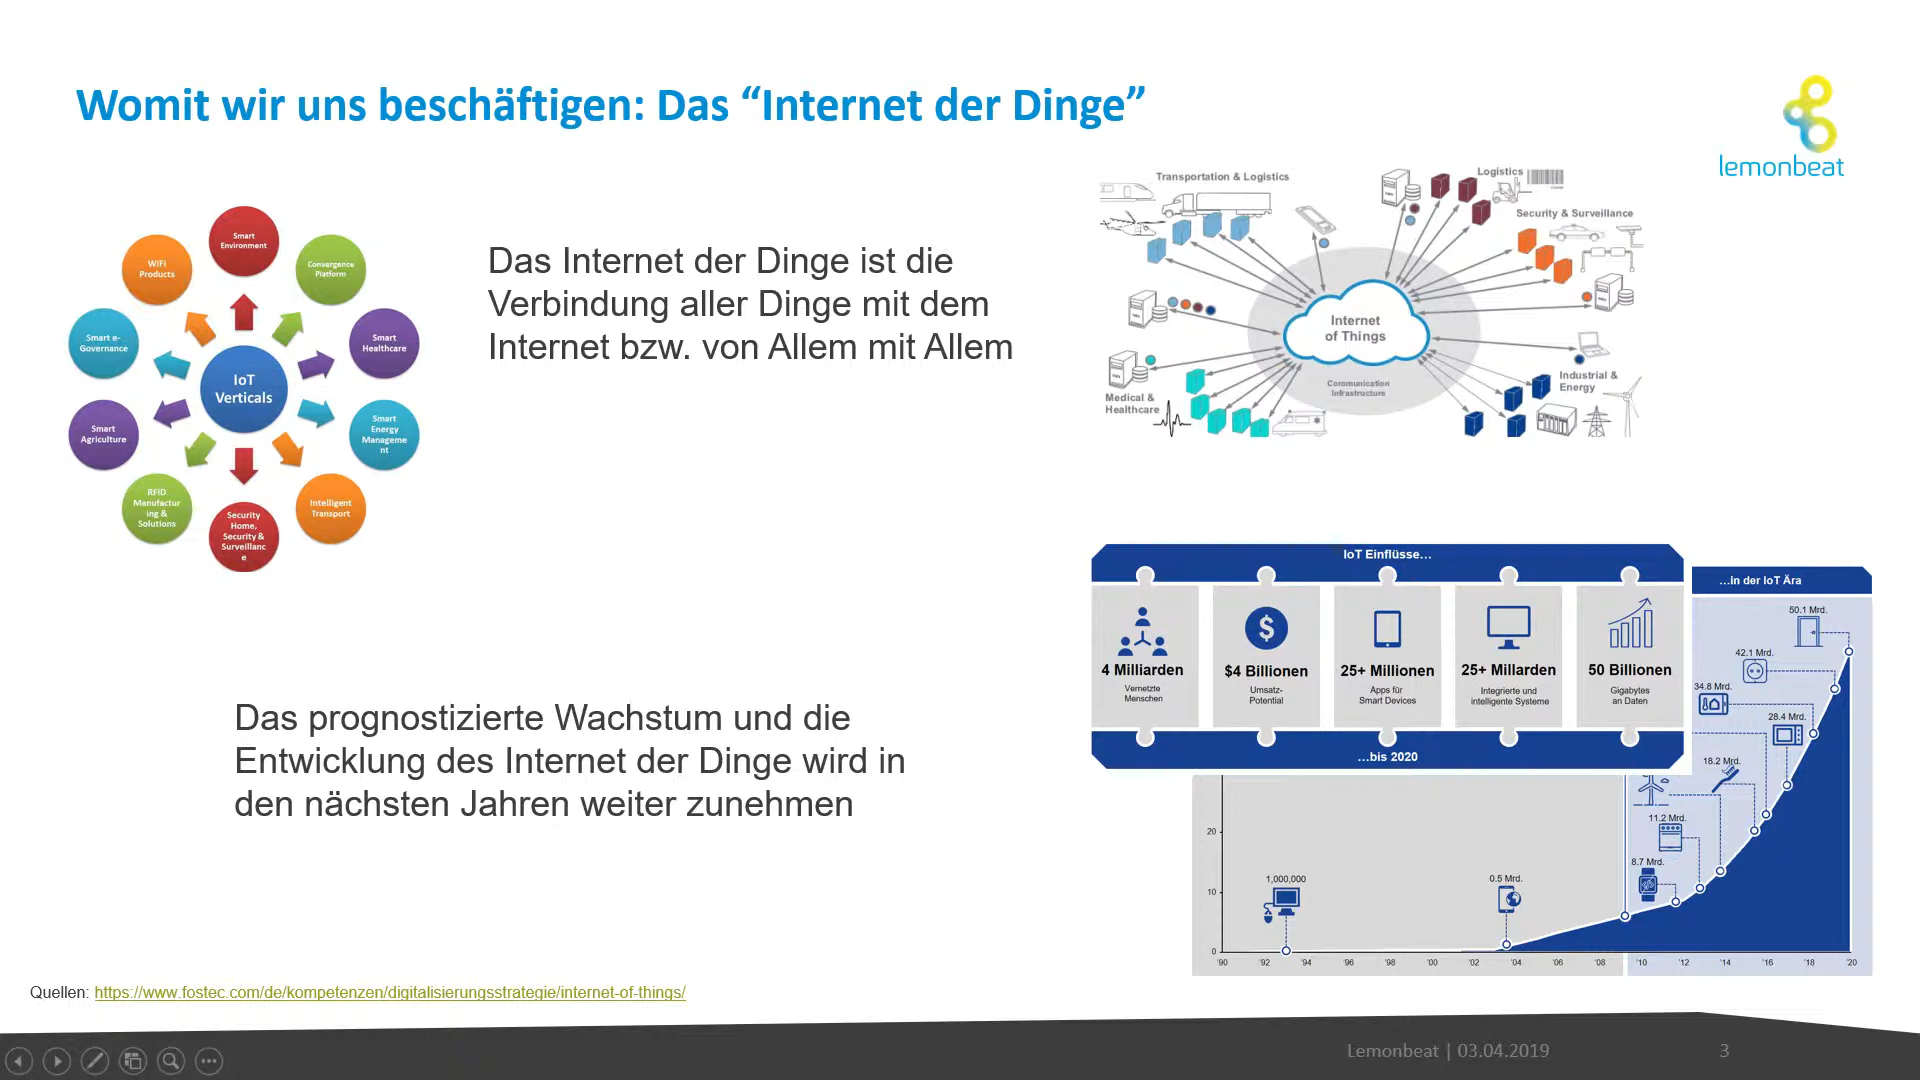 Womit wir uns beschäftigen: Das “Internet der Dinge”
lemonbeat
Smart
Environment
WiFi
Products
Convergence
Platform
Smart e-
Governance
Smart
Healthcare
IoT
Verticals
Smart
Agriculture
Smart
Energy
Manageme
nt
RFID
Manufactur
ing &
Solutions
Security
Home,
Security &
Surveillanc
e
Intelligent
Transport
Das Internet der Dinge ist die
Verbindung aller Dinge mit dem
Internet bzw. von Allem mit Allem
Transportation & Logistics
Logistics
Security & Surveillance
Internet
of Things
Communication
Infrastructure
Medical &
Healthcare
Industrial &
Energy
Das prognostizierte Wachstum und die
Entwicklung des Internet der Dinge wird in
den nächsten Jahren weiter zunehmen
IoT Einflüsse…
4 Milliarden
Vernetzte
Menschen
$4 Billionen
Umsatz-
Potential
25+ Millionen
Apps für
Smart Devices
25+ Millarden
Integrierte und
intelligente Systeme
50 Billionen
Gigabytes
an Daten
…bis 2020
…in der IoT Ära
50.1 Mrd.
42.1 Mrd.
34.8 Mrd.
28.4 Mrd.
18.2 Mrd.
11.2 Mrd.
8.7 Mrd.
0.5 Mrd.
1,000,000
20
10
0
'90 '92 '94 '96 '98 '00 '02 '04 '06 '08 '10 '12 '14 '16 '18 '20
Quellen: https://www.fostec.com/de/kompetenzen/digitalisierungsstrategie/internet-of-things/
Lemonbeat | 03.04.2019
3